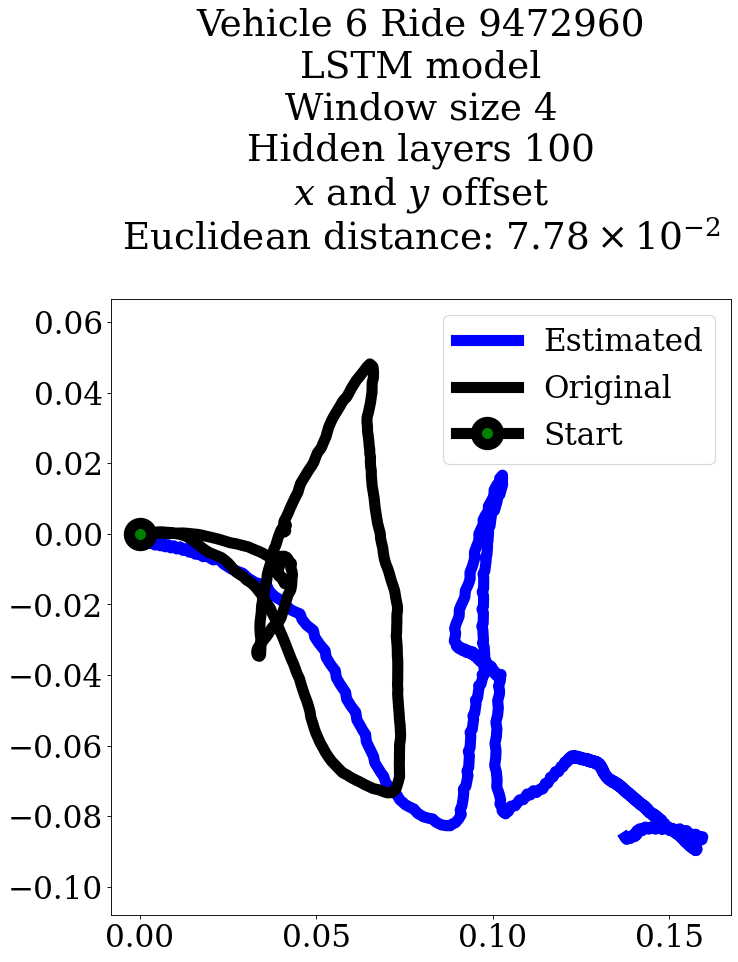 Vehicle 6 Ride 9472960
LSTM model
Window size 4
Hidden layers 100
x and y offset
Euclidean distance: 7.78 × 10⁻²
Estimated
Original
Start
0.06
0.04
0.02
0.00
−0.02
−0.04
−0.06
−0.08
−0.10
0.00 0.05 0.10 0.15